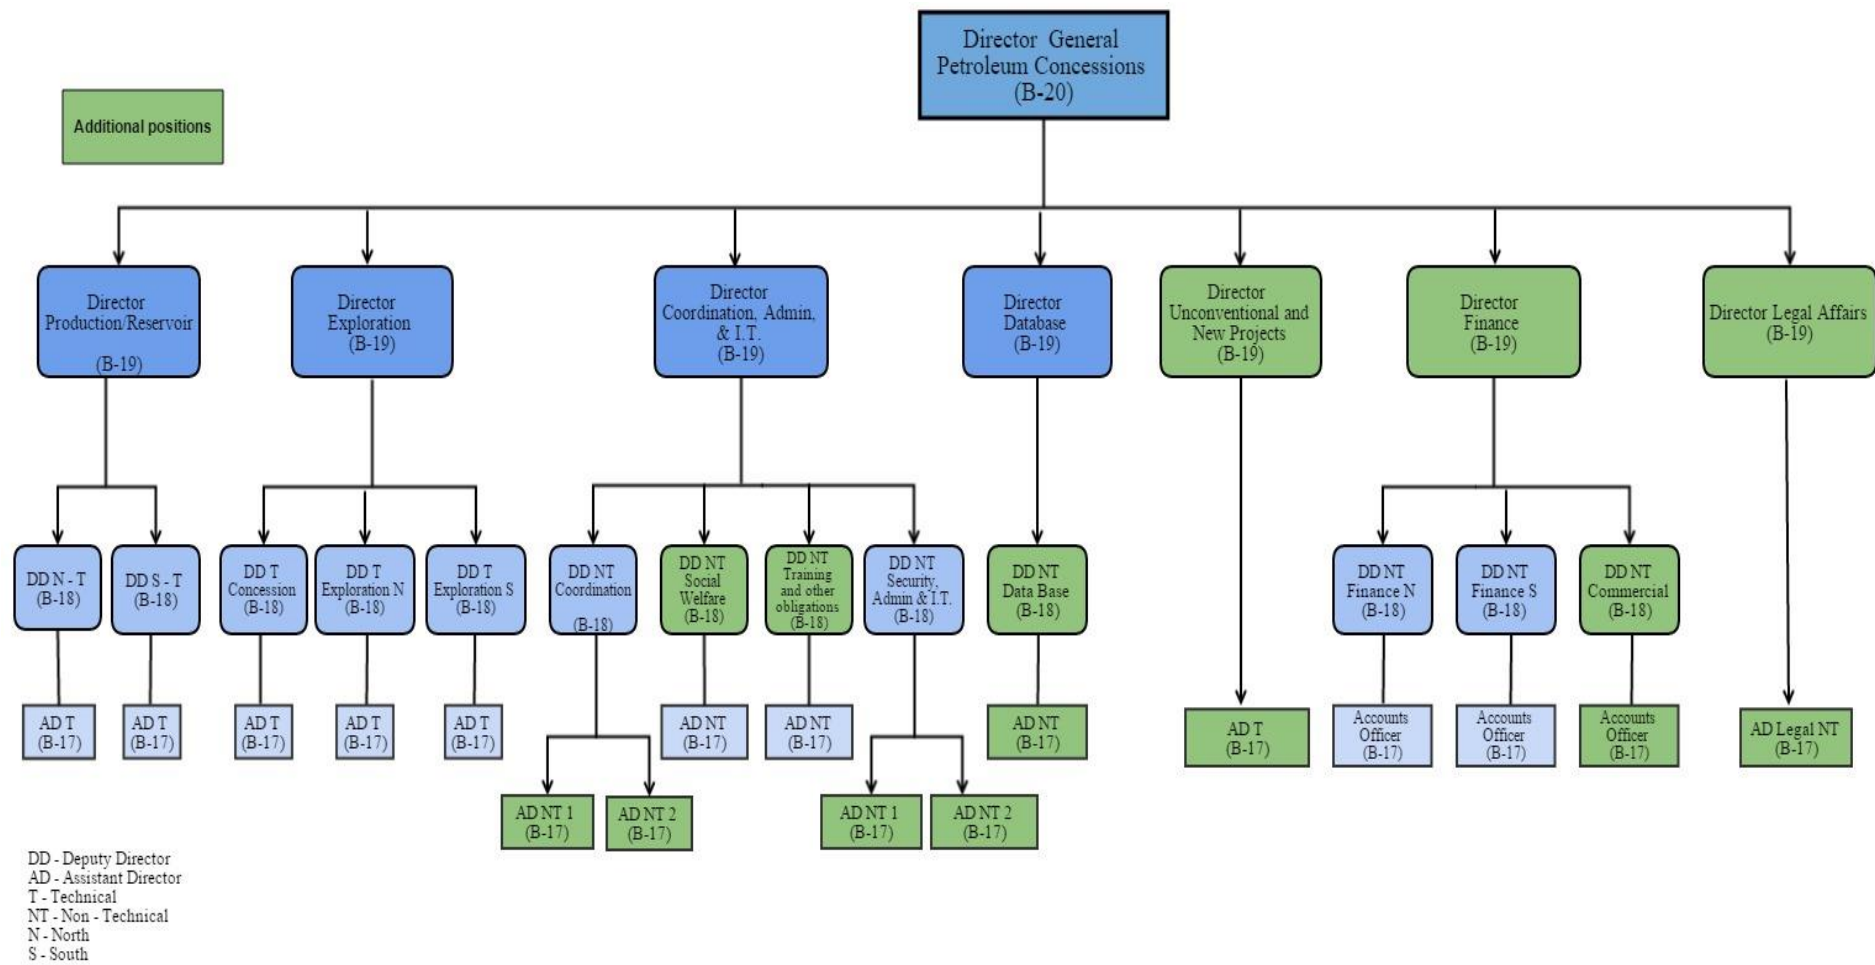 Director General
Petroleum Concessions
(B-20)
Additional positions
Director
Production/Reservoir
(B-19)
Director
Exploration
(B-19)
Director
Coordination, Admin,
& I.T.
(B-19)
Director
Database
(B-19)
Director
Unconventional and
New Projects
(B-19)
Director
Finance
(B-19)
Director Legal Affairs
(B-19)
DD N - T
(B-18)
DD S - T
(B-18)
DD T
Concession
(B-18)
DD T
Exploration N
(B-18)
DD T
Exploration S
(B-18)
DD NT
Coordination
(B-18)
DD NT
Social
Welfare
(B-18)
DD NT
Training
and other
obligations
(B-18)
DD NT
Security,
Admin & I.T.
(B-18)
DD NT
Data Base
(B-18)
DD NT
Finance N
(B-18)
DD NT
Finance S
(B-18)
DD NT
Commercial
(B-18)
AD T
(B-17)
AD T
(B-17)
AD T
(B-17)
AD T
(B-17)
AD T
(B-17)
AD NT
(B-17)
AD NT
(B-17)
AD NT
(B-17)
AD T
(B-17)
Accounts
Officer
(B-17)
Accounts
Officer
(B-17)
Accounts
Officer
(B-17)
AD Legal NT
(B-17)
AD NT 1
(B-17)
AD NT 2
(B-17)
AD NT 1
(B-17)
AD NT 2
(B-17)
DD - Deputy Director
AD - Assistant Director
T - Technical
NT - Non - Technical
N - North
S - South